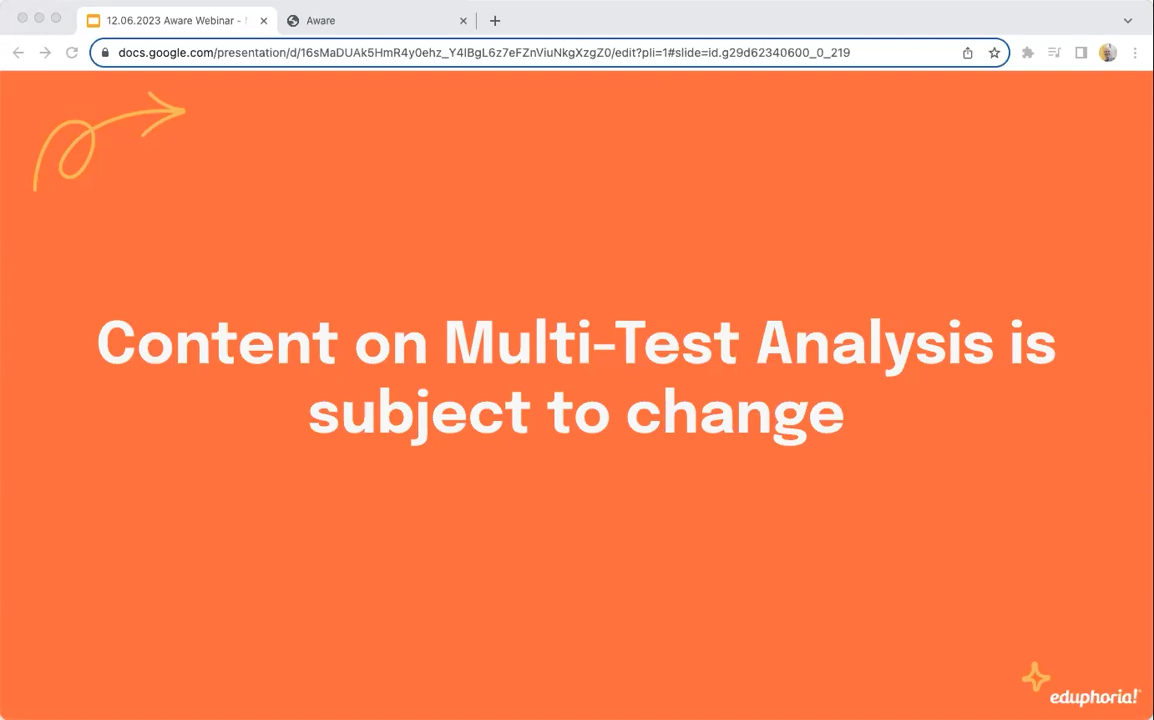 12.06.2023 Aware Webinar -
Aware
docs.google.com/presentation/d/16sMaDUAk5HmR4y0ehz_Y4IBgL6z7eFZnViuNkgXzgZ0/edit?pli=1#slide=id.g29d62340600_0_219
Content on Multi-Test Analysis is
subject to change
eduphoria!